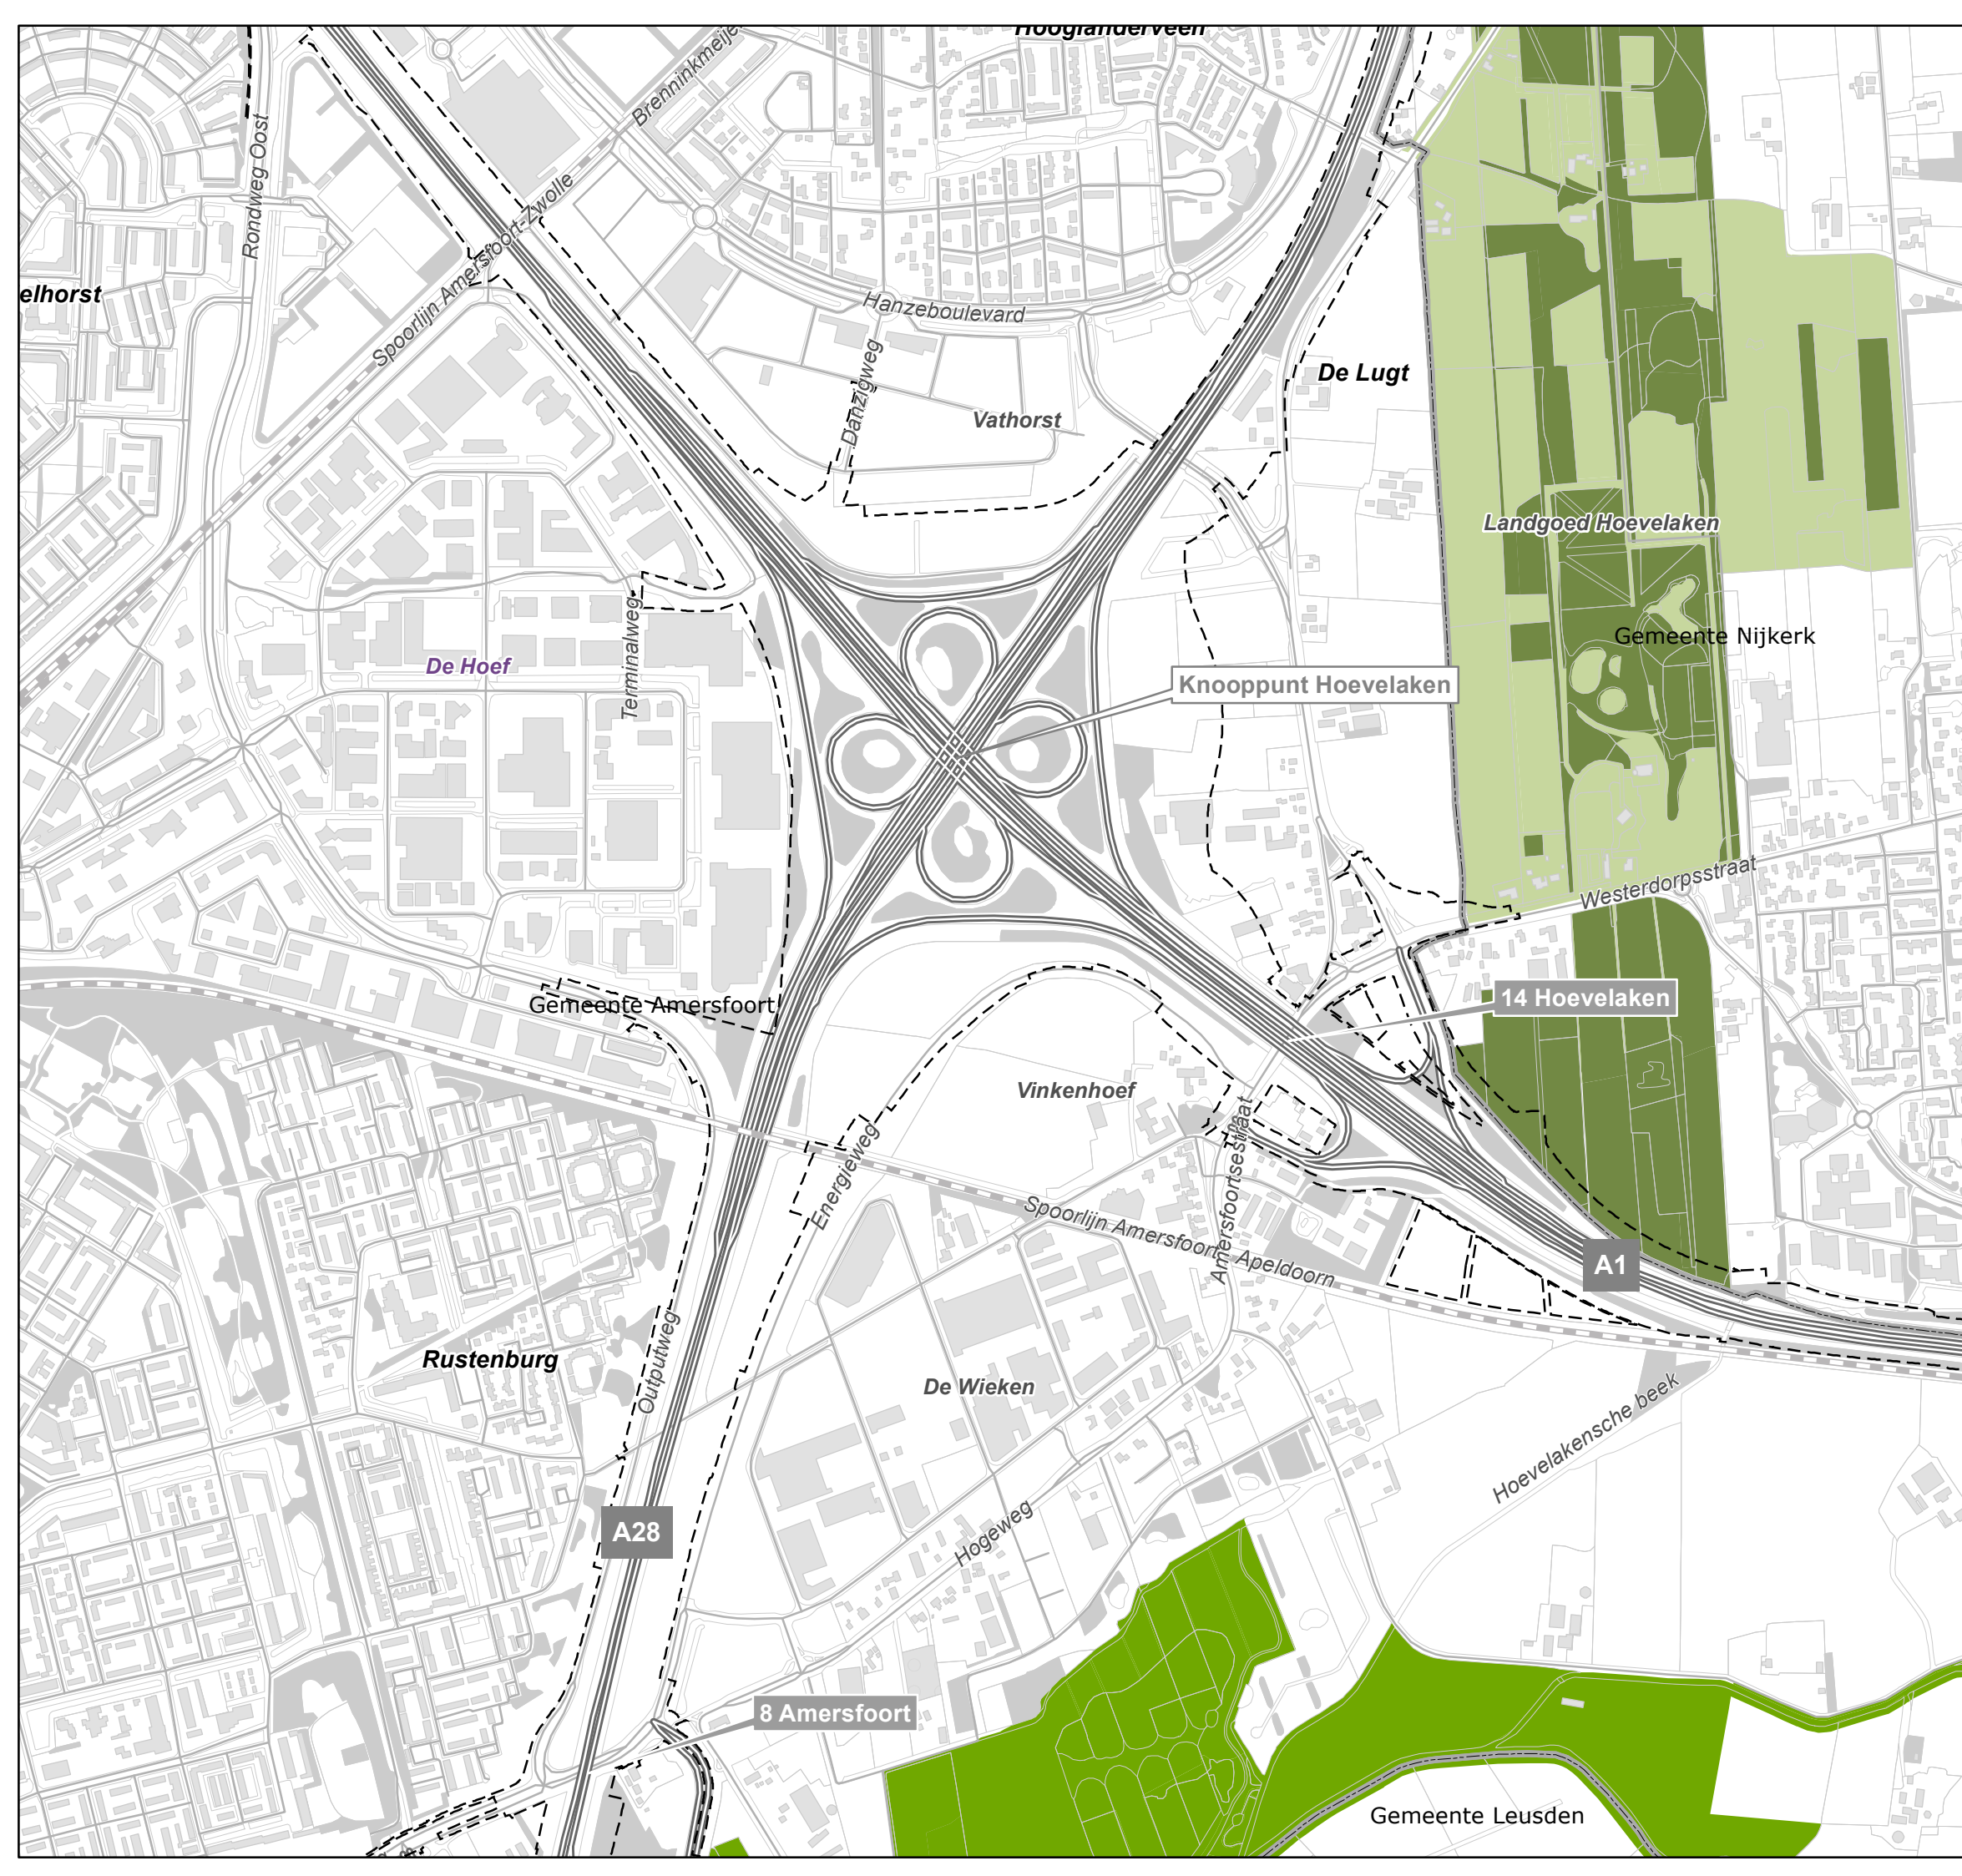 Hooglanderveen
Brenninkmeijer
Rondweg Oost
Spoorlijn Amersfoort-Zwolle
elhorst
Hanzeboulevard
Danzigweg
De Lugt
Vathorst
Landgoed Hoevelaken
Gemeente Nijkerk
Terminalweg
De Hoef
Knooppunt Hoevelaken
Westerdorpsstraat
14 Hoevelaken
Gemeente Amersfoort
Vinkenhoef
Energieweg
Amersfoortsestraat
Spoorlijn Amersfoort - Apeldoorn
A1
Outputweg
Rustenburg
De Wieken
Hoevelakensche beek
A28
Hogeweg
8 Amersfoort
Gemeente Leusden